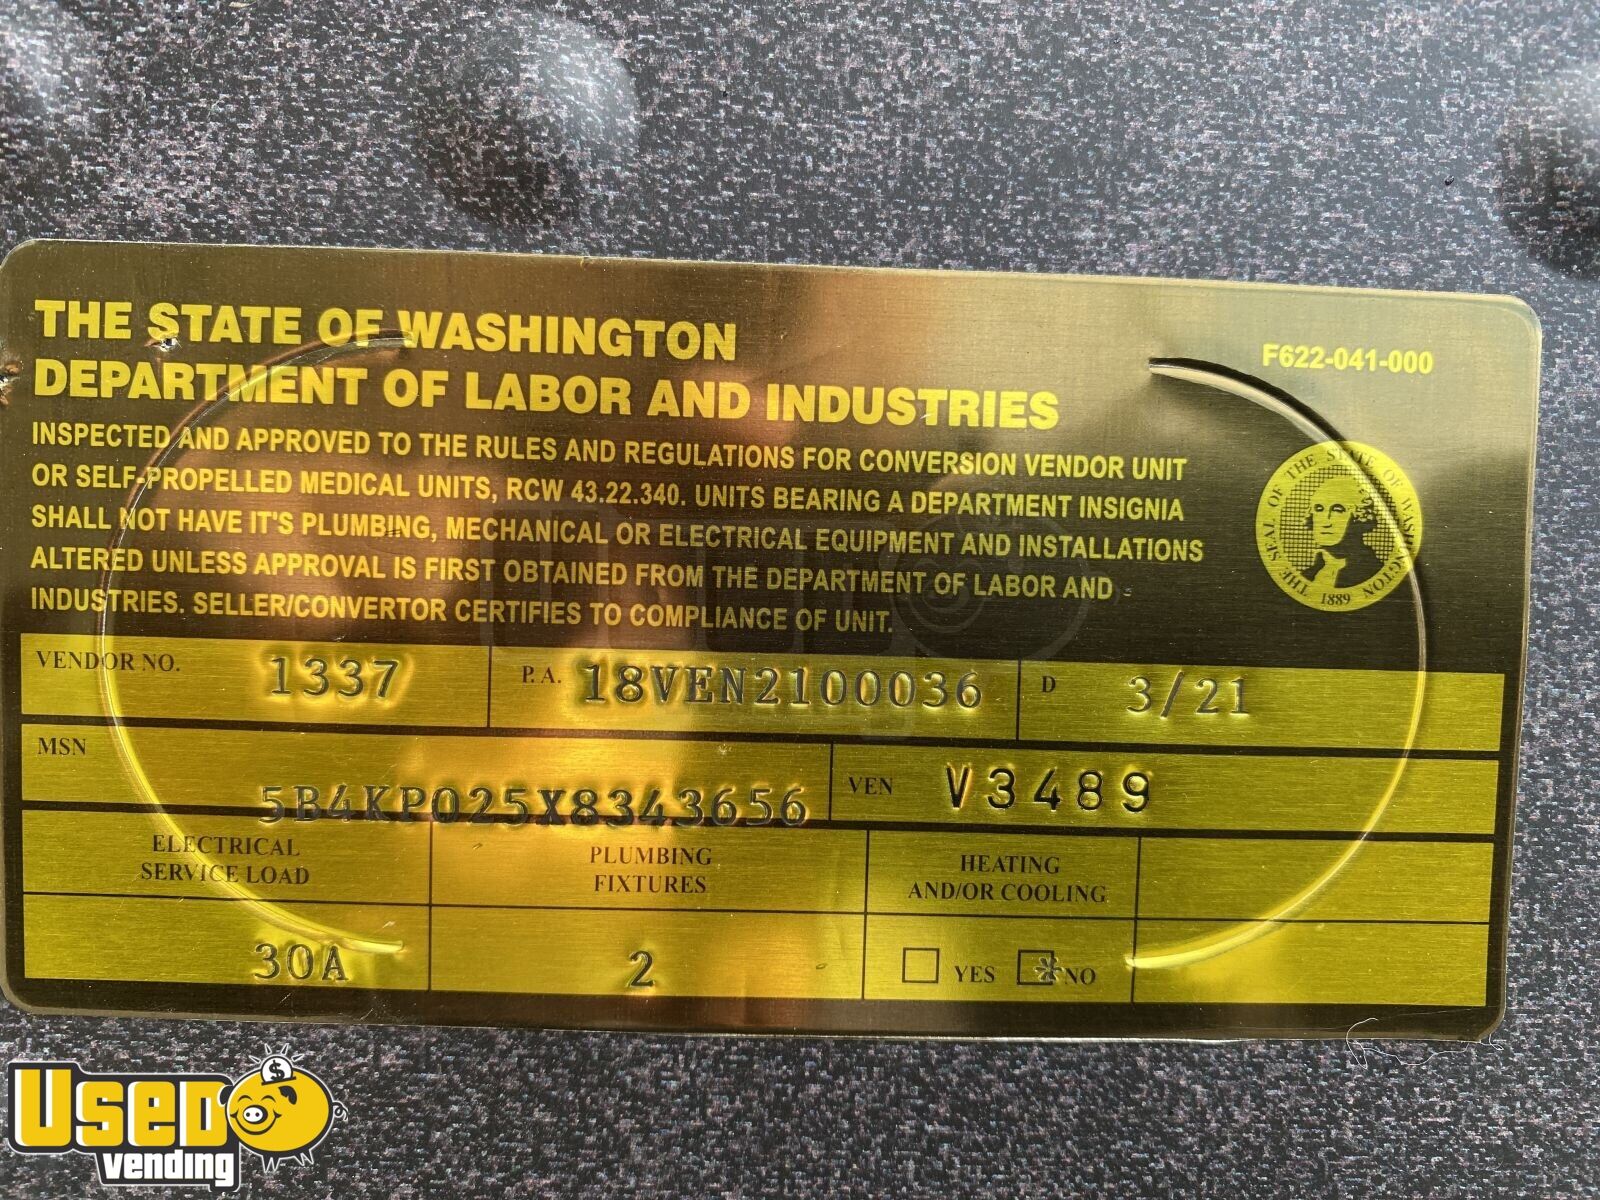 THE STATE OF WASHINGTON
DEPARTMENT OF LABOR AND INDUSTRIES
F622-041-000
INSPECTED AND APPROVED TO THE RULES AND REGULATIONS FOR CONVERSION VENDOR UNIT
OR SELF-PROPELLED MEDICAL UNITS, RCW 43.22.340. UNITS BEARING A DEPARTMENT INSIGNIA
SHALL NOT HAVE IT'S PLUMBING, MECHANICAL OR ELECTRICAL EQUIPMENT AND INSTALLATIONS
ALTERED UNLESS APPROVAL IS FIRST OBTAINED FROM THE DEPARTMENT OF LABOR AND
INDUSTRIES. SELLER/CONVERTOR CERTIFIES TO COMPLIANCE OF UNIT.
THE SEAL OF THE STATE OF WASHINGTON
1889
VENDOR NO. 1337 P.A. 18VEN2100036 D 3/21
MSN 5B4KP025X8343656 VEN V3489
ELECTRICAL
SERVICE LOAD
PLUMBING
FIXTURES
HEATING
AND/OR COOLING
30A 2 YES NO
USED
vending